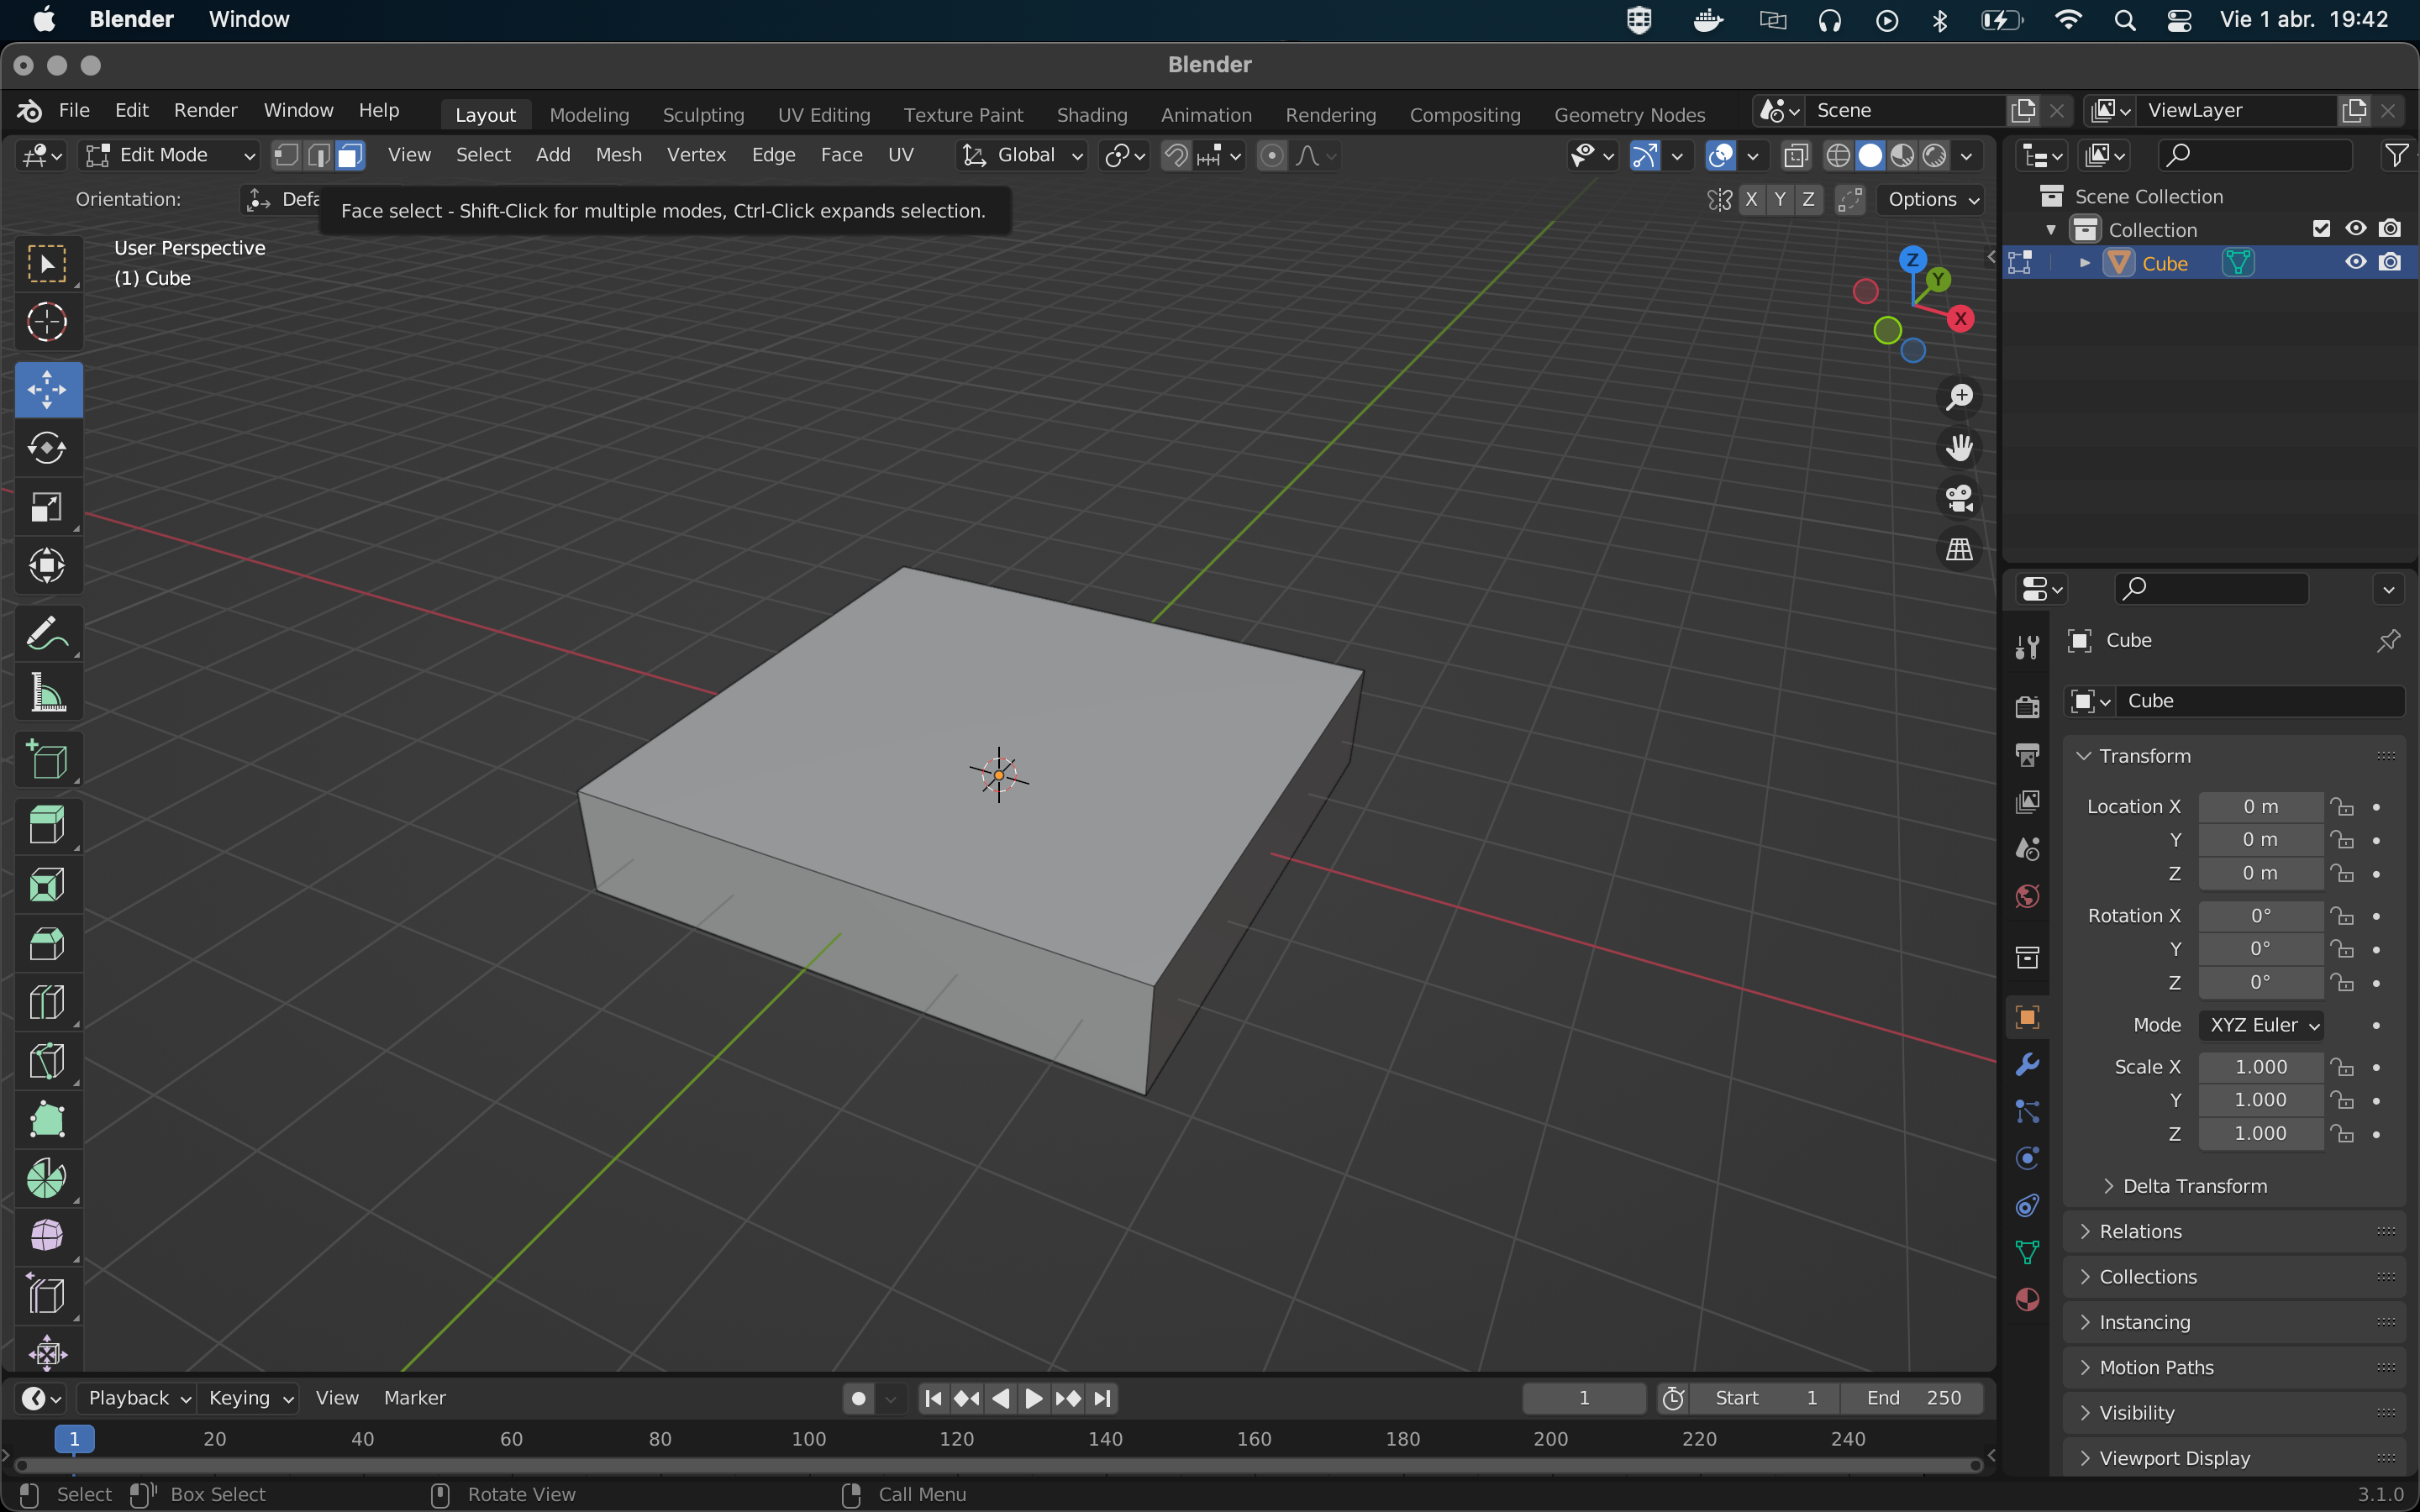 Blender Window Vie 1 abr. 19:42
Blender
File Edit Render Window Help Layout Modeling Sculpting UV Editing Texture Paint Shading Animation Rendering Compositing Geometry Nodes Scene ViewLayer
Edit Mode View Select Add Mesh Vertex Edge Face UV Global
Orientation: Defa X Y Z Options
Face select - Shift-Click for multiple modes, Ctrl-Click expands selection.
User Perspective
(1) Cube
Z
Y
X
Scene Collection
Collection
Cube
Cube
Cube
Transform
Location X 0 m
Y 0 m
Z 0 m
Rotation X 0°
Y 0°
Z 0°
Mode XYZ Euler
Scale X 1.000
Y 1.000
Z 1.000
Delta Transform
Relations
Collections
Instancing
Motion Paths
Visibility
Viewport Display
Playback Keying View Marker 1 Start 1 End 250
1 20 40 60 80 100 120 140 160 180 200 220 240
Select Box Select Rotate View Call Menu 3.1.0